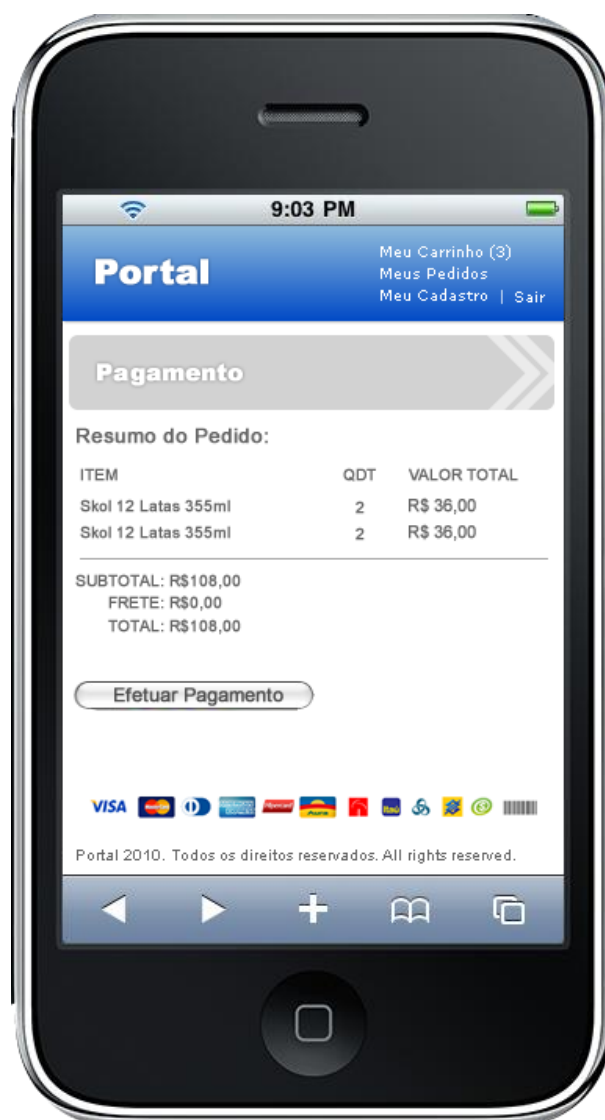 9:03 PM
Portal
Meu Carrinho (3)
Meus Pedidos
Meu Cadastro | Sair
Pagamento
Resumo do Pedido:
ITEM QDT VALOR TOTAL
Skol 12 Latas 355ml 2 R$ 36,00
Skol 12 Latas 355ml 2 R$ 36,00
SUBTOTAL: R$108,00
FRETE: R$0,00
TOTAL: R$108,00
Efetuar Pagamento
VISA
Portal 2010. Todos os direitos reservados. All rights reserved.